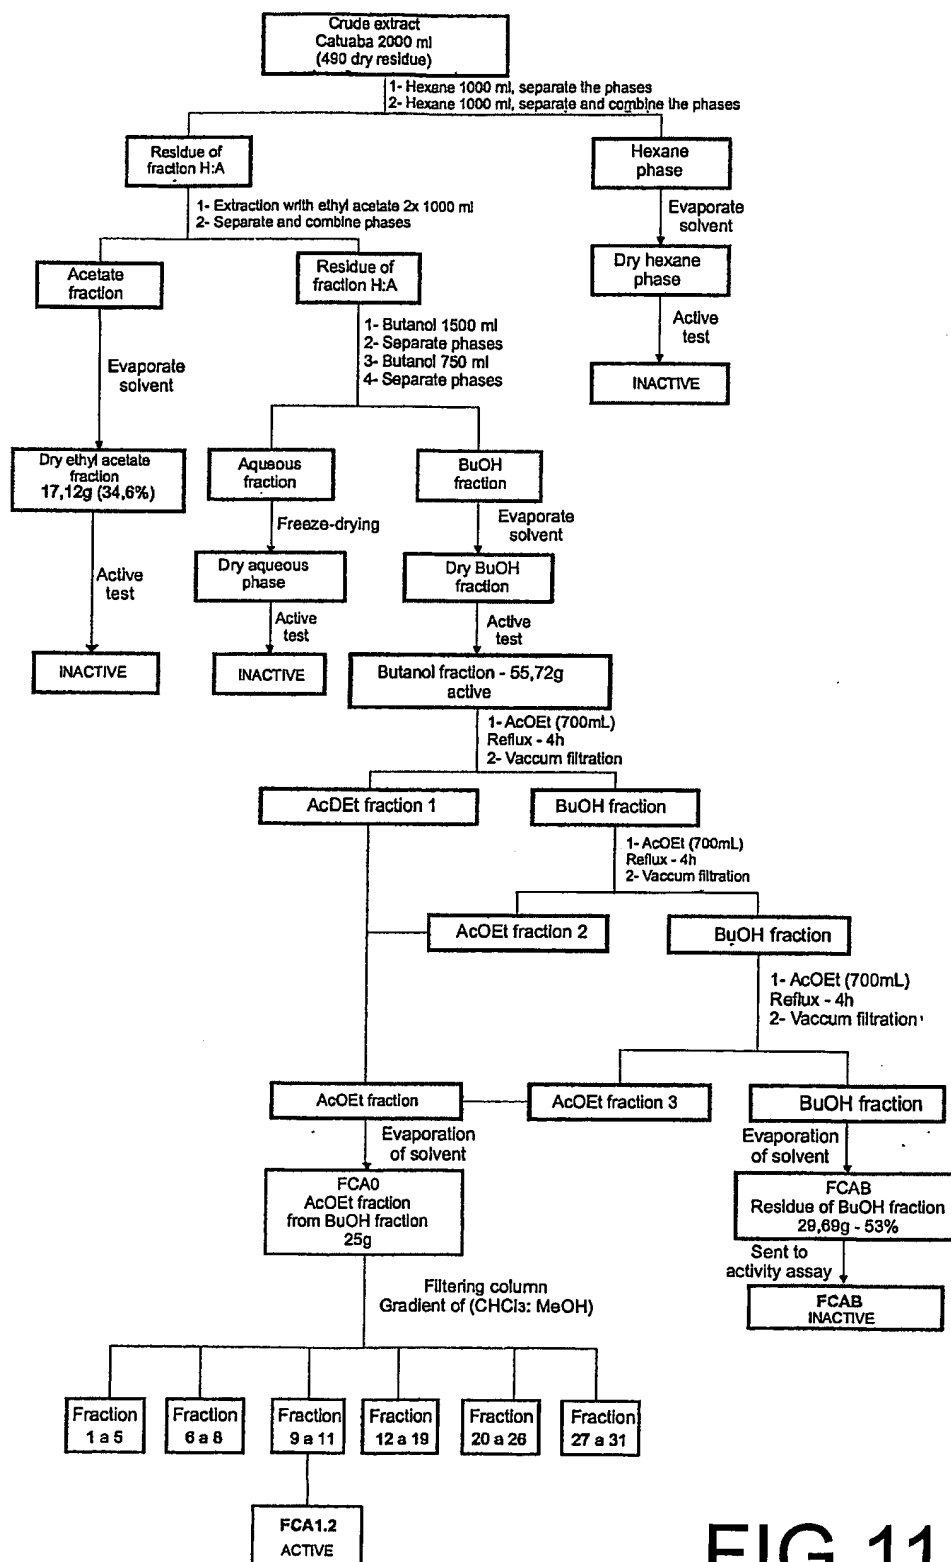 Crude extract
Catuaba 2000 ml
(490 dry residue)
1- Hexane 1000 ml, separate the phases
2- Hexane 1000 ml, separate and combine the phases
Residue of
fraction H:A
Hexane
phase
1- Extraction with ethyl acetate 2x 1000 ml
2- Separate and combine phases
Evaporate
solvent
Acetate
fraction
Residue of
fraction H:A
Dry hexane
phase
1- Butanol 1500 ml
2- Separate phases
3- Butanol 750 ml
4- Separate phases
Active
test
Evaporate
solvent
INACTIVE
Dry ethyl acetate
fraction
17,12g (34,6%)
Aqueous
fraction
BuOH
fraction
Freeze-drying
Evaporate
solvent
Dry aqueous
phase
Dry BuOH
fraction
Active
test
Active
test
Active
test
INACTIVE
INACTIVE
Butanol fraction - 55,72g
active
1- AcOEt (700mL)
Reflux - 4h
2- Vaccum filtration
AcDEt fraction 1
BuOH fraction
1- AcOEt (700mL)
Reflux - 4h
2- Vaccum filtration
AcOEt fraction 2
BuOH fraction
1- AcOEt (700mL)
Reflux - 4h
2- Vaccum filtration
AcOEt fraction
AcOEt fraction 3
BuOH fraction
Evaporation
of solvent
Evaporation
of solvent
FCA0
AcOEt fraction
from BuOH fraction
25g
FCAB
Residue of BuOH fraction
29,69g - 53%
Sent to
activity assay
Filtering column
Gradient of (CHCl3: MeOH)
FCAB
INACTIVE
Fraction
1 a 5
Fraction
6 a 8
Fraction
9 a 11
Fraction
12 a 19
Fraction
20 a 26
Fraction
27 a 31
FCA1.2
ACTIVE
FIG.11